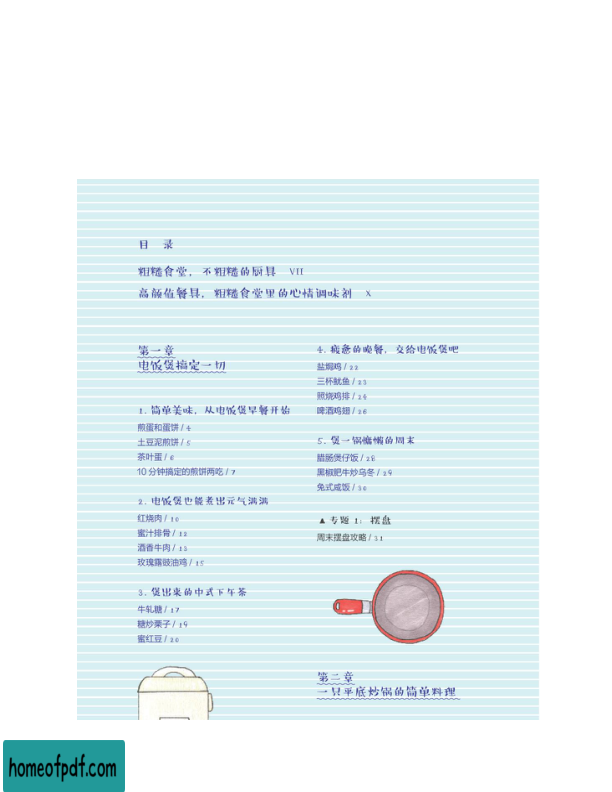 目 录
粗糙食堂，不粗糙的厨具 VII
高颜值餐具，粗糙食堂里的心情调味剂 X
第一章
电饭煲搞定一切
1. 简单美味，从电饭煲早餐开始
煎蛋和蛋饼 / 4
土豆泥煎饼 / 5
茶叶蛋 / 6
10 分钟搞定的煎饼两吃 / 7
2. 电饭煲也能煮出元气满满
红烧肉 / 10
蜜汁排骨 / 12
酒香牛肉 / 13
玫瑰露豉油鸡 / 15
3. 煲出来的中式下午茶
牛轧糖 / 17
糖炒栗子 / 19
蜜红豆 / 20
4. 疲惫的晚餐，交给电饭煲吧
盐焗鸡 / 22
三杯鱿鱼 / 23
照烧鸡排 / 24
啤酒鸡翅 / 26
5. 煲一锅慵懒的周末
腊肠煲仔饭 / 28
黑椒肥牛炒乌冬 / 29
兔式咸饭 / 30
▲ 专题 1：摆盘
周末摆盘攻略 / 31
第二章
一只平底炒锅的简单料理
homeofpdf.com